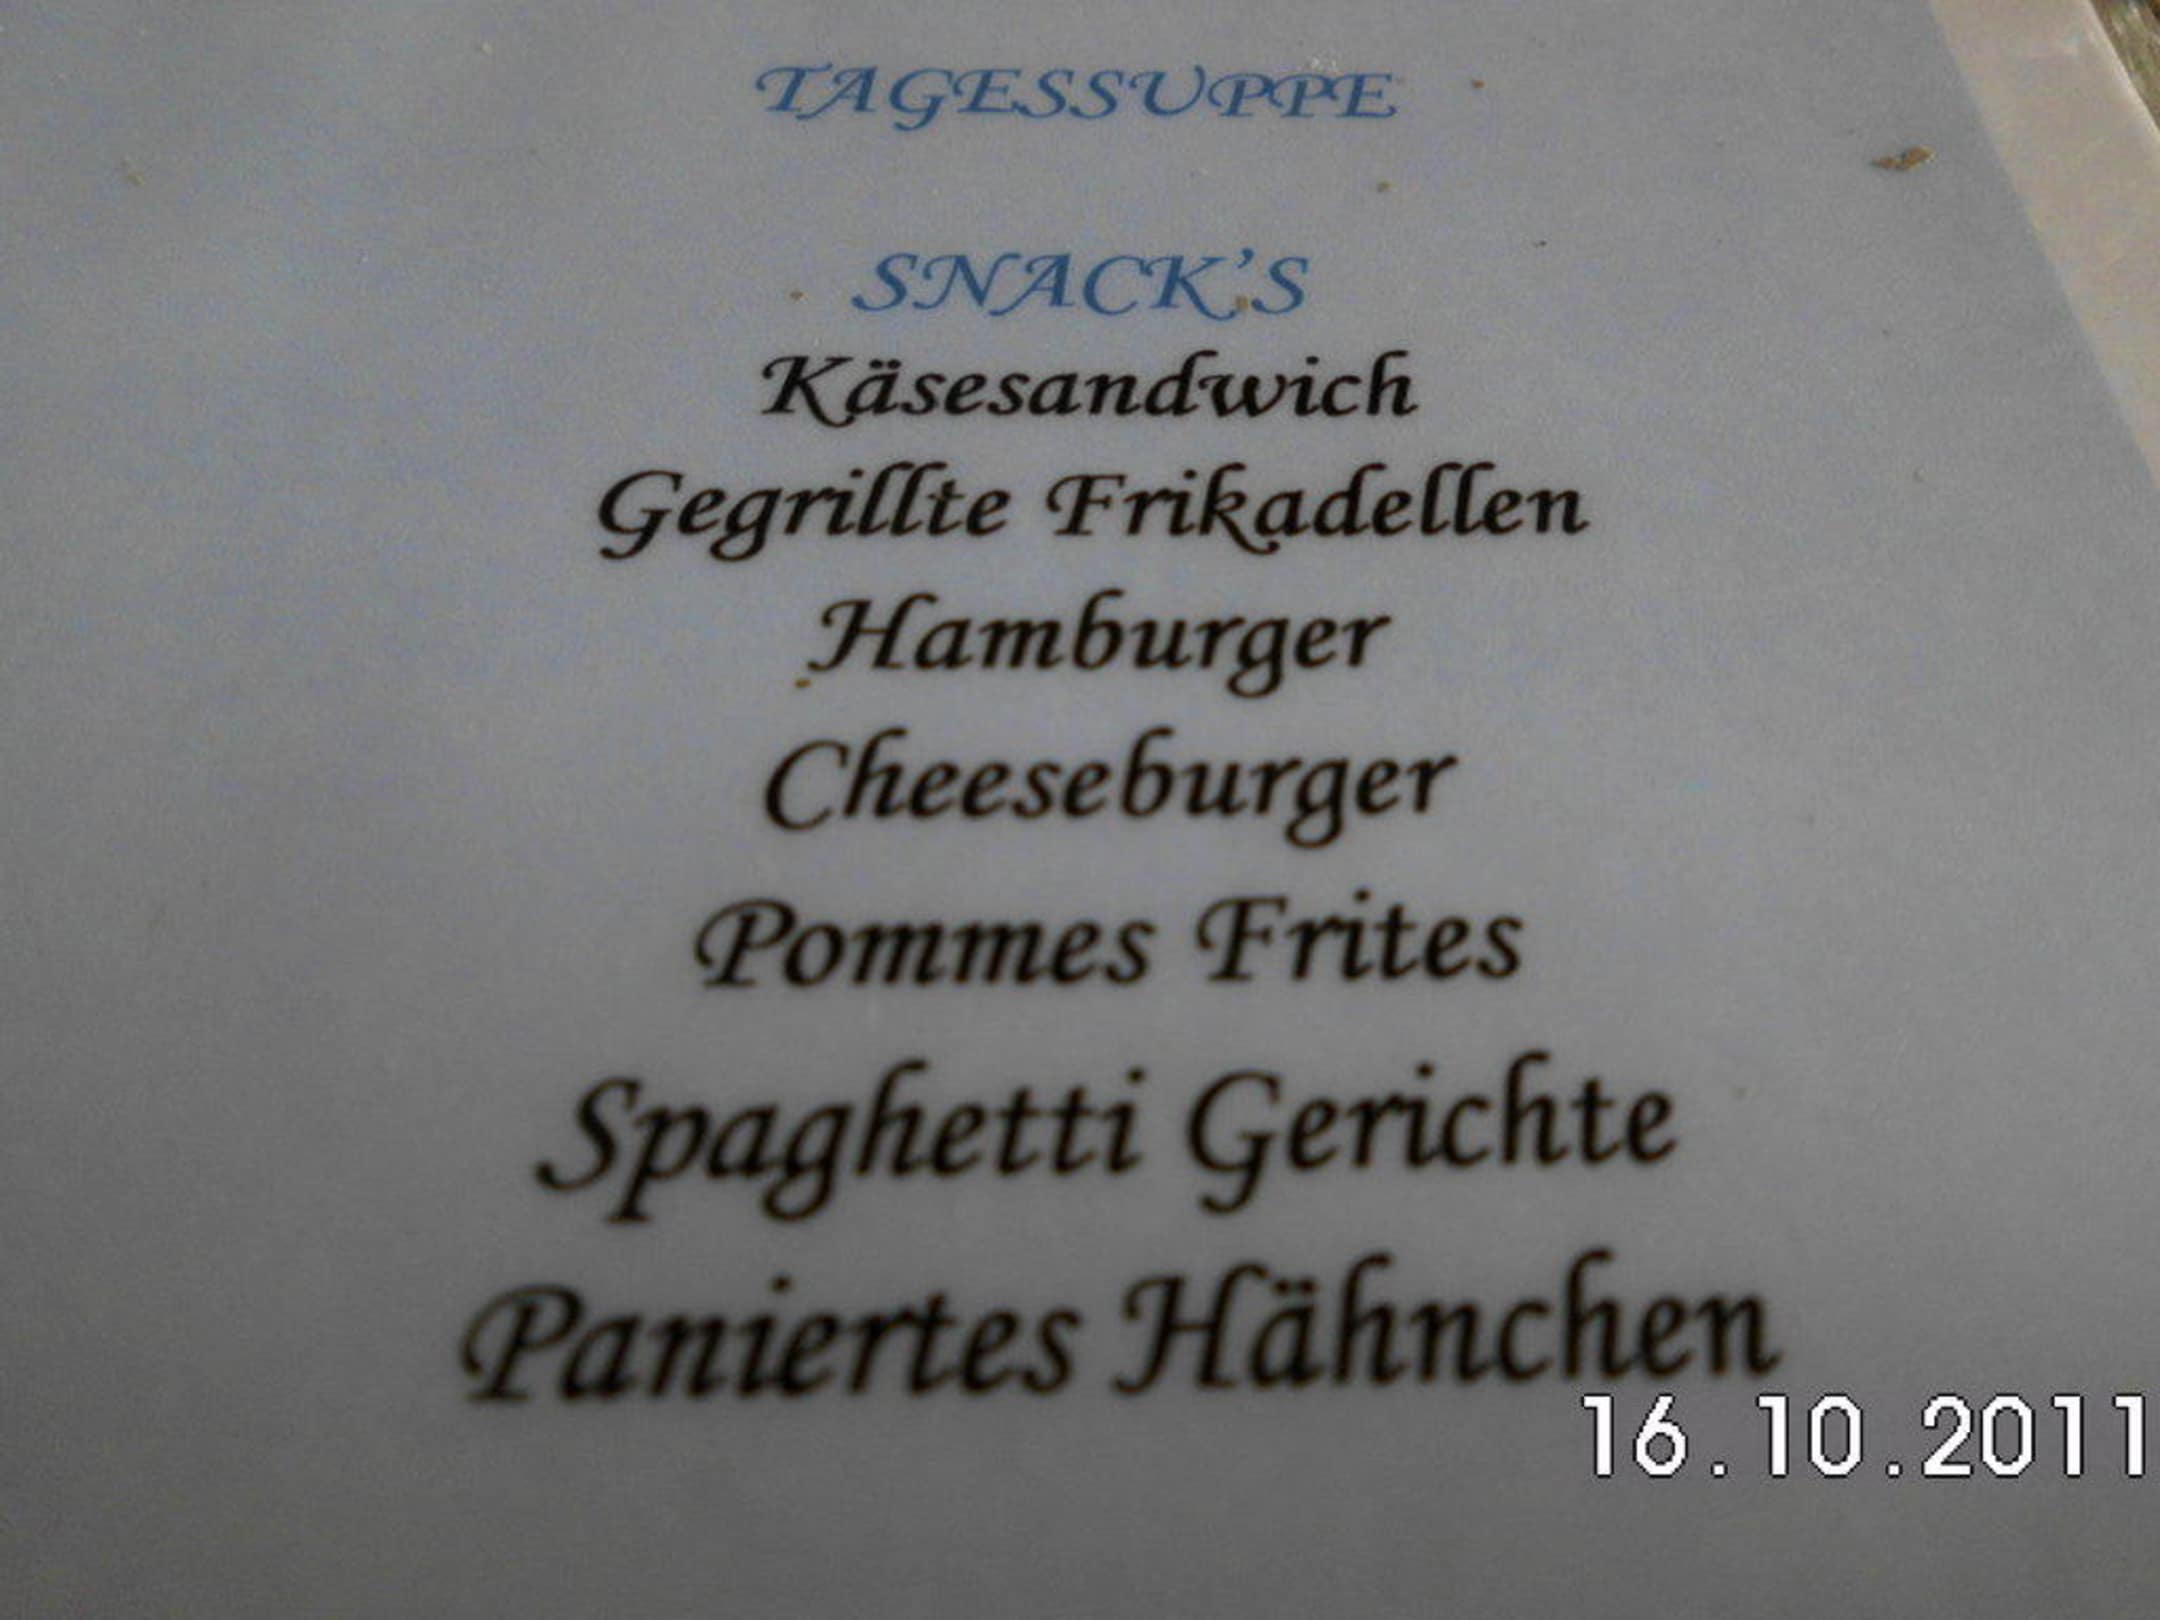 TAGESSUPPE
SNACK'S
Käsesandwich
Gegrillte Frikadellen
Hamburger
Cheeseburger
Pommes Frites
Spaghetti Gerichte
Paniertes Hähnchen
16.10.2011